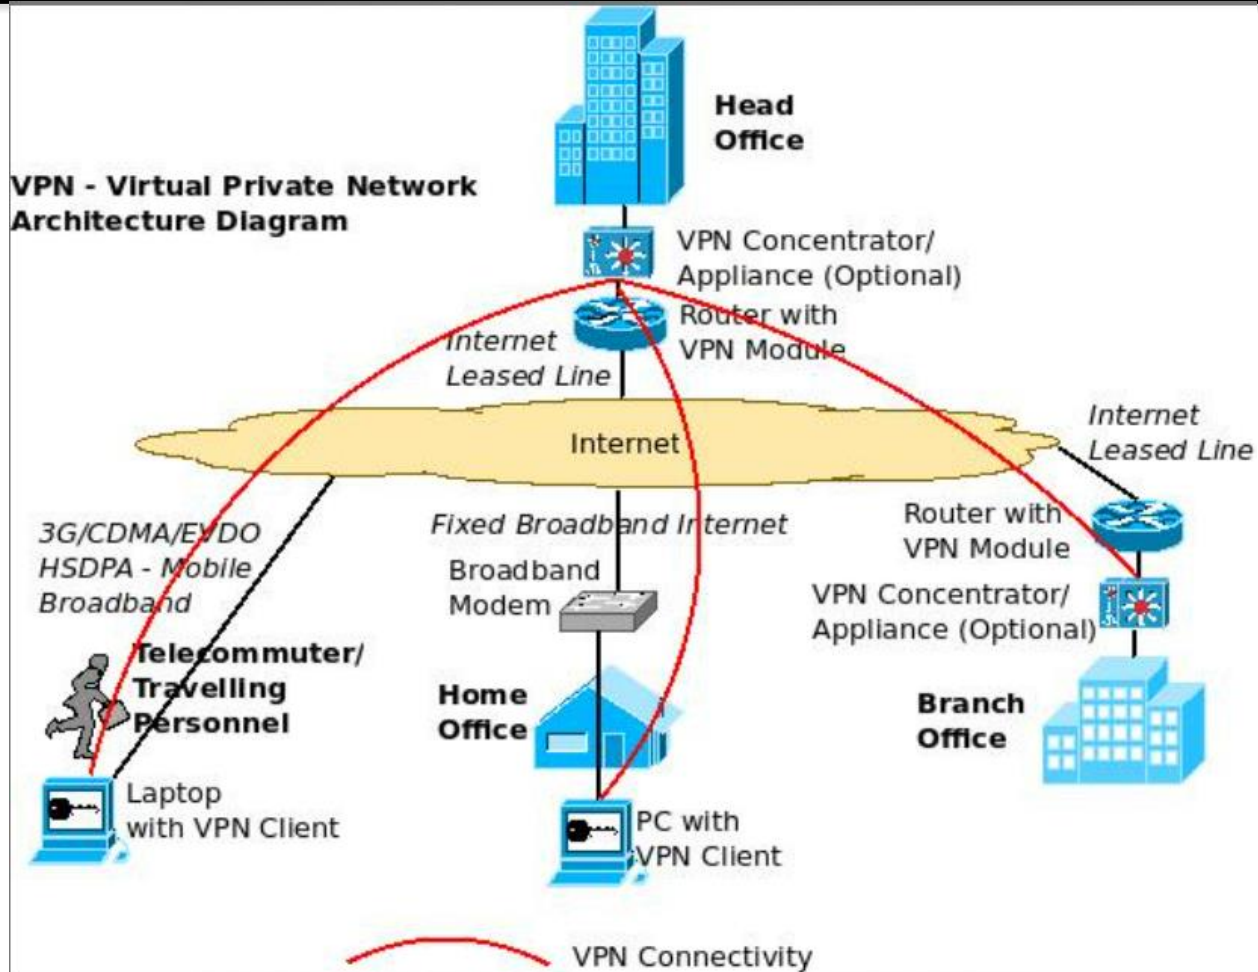 Head
Office
VPN - Virtual Private Network
Architecture Diagram
VPN Concentrator/
Appliance (Optional)
Router with
VPN Module
Internet
Leased Line
Internet
Internet
Leased Line
3G/CDMA/EVDO
HSDPA - Mobile
Broadband
Fixed Broadband Internet
Broadband
Modem
Router with
VPN Module
VPN Concentrator/
Appliance (Optional)
Telecommuter/
Travelling
Personnel
Home
Office
Branch
Office
Laptop
with VPN Client
PC with
VPN Client
VPN Connectivity